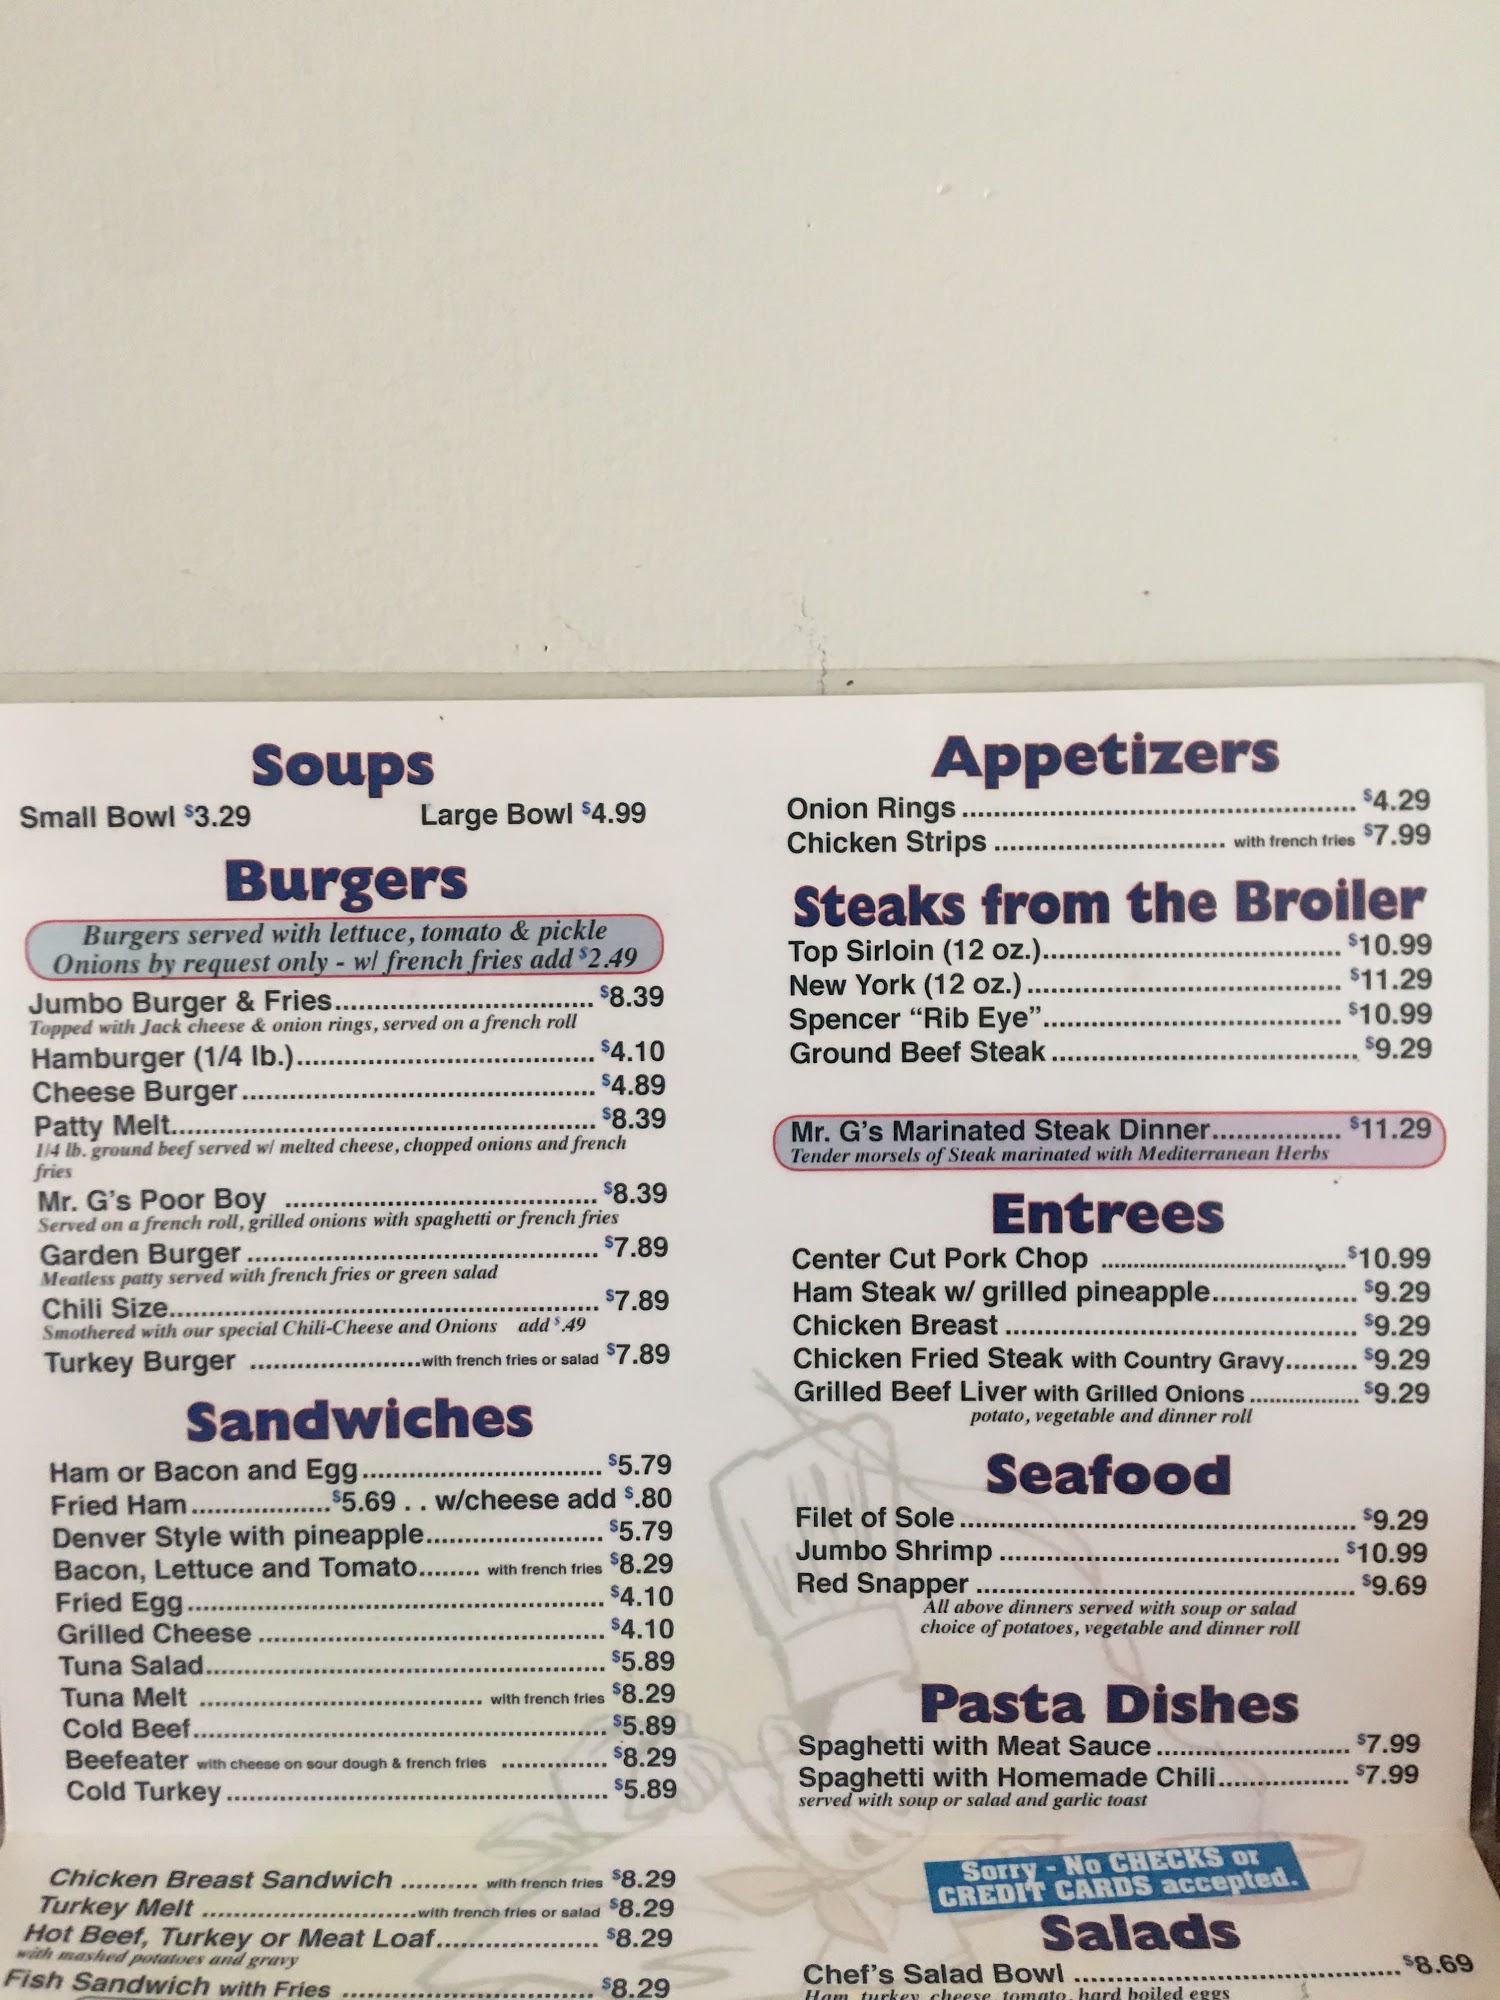 Soups
Small Bowl $3.29 Large Bowl $4.99
Burgers
Burgers served with lettuce, tomato & pickle
Onions by request only - w/ french fries add $2.49
Jumbo Burger & Fries................................ $8.39
Topped with Jack cheese & onion rings, served on a french roll
Hamburger (1/4 lb.)..................................... $4.10
Cheese Burger............................................ $4.89
Patty Melt..................................................... $8.39
1/4 lb. ground beef served w/ melted cheese, chopped onions and french
fries
Mr. G's Poor Boy ....................................... $8.39
Served on a french roll, grilled onions with spaghetti or french fries
Garden Burger ............................................ $7.89
Meatless patty served with french fries or green salad
Chili Size...................................................... $7.89
Smothered with our special Chili-Cheese and Onions add $.49
Turkey Burger ......................with french fries or salad $7.89
Sandwiches
Ham or Bacon and Egg.............................. $5.79
Fried Ham.................$5.69 . . w/cheese add $.80
Denver Style with pineapple...................... $5.79
Bacon, Lettuce and Tomato........ with french fries $8.29
Fried Egg.................................................... $4.10
Grilled Cheese ........................................... $4.10
Tuna Salad.................................................. $5.89
Tuna Melt ................................... with french fries $8.29
Cold Beef.................................................... $5.89
Beefeater with cheese on sour dough & french fries ............. $8.29
Cold Turkey................................................ $5.89
Chicken Breast Sandwich .......... with french fries $8.29
Turkey Melt ...........................with french fries or salad $8.29
Hot Beef, Turkey or Meat Loaf.................... $8.29
with mashed potatoes and gravy
Fish Sandwich with Fries ............................... $8.29
Appetizers
Onion Rings .................................................. $4.29
Chicken Strips ............................. with french fries $7.99
Steaks from the Broiler
Top Sirloin (12 oz.)...................................... $10.99
New York (12 oz.)........................................ $11.29
Spencer “Rib Eye”...................................... $10.99
Ground Beef Steak ....................................... $9.29
Mr. G's Marinated Steak Dinner................. $11.29
Tender morsels of Steak marinated with Mediterranean Herbs
Entrees
Center Cut Pork Chop ..................................$10.99
Ham Steak w/ grilled pineapple.................. $9.29
Chicken Breast ............................................ $9.29
Chicken Fried Steak with Country Gravy......... $9.29
Grilled Beef Liver with Grilled Onions ................. $9.29
potato, vegetable and dinner roll
Seafood
Filet of Sole .................................................. $9.29
Jumbo Shrimp ........................................... $10.99
Red Snapper ................................................ $9.69
All above dinners served with soup or salad
choice of potatoes, vegetable and dinner roll
Pasta Dishes
Spaghetti with Meat Sauce ......................... $7.99
Spaghetti with Homemade Chili................. $7.99
served with soup or salad and garlic toast
Sorry - No CHECKS or
CREDIT CARDS accepted.
Salads
Chef's Salad Bowl .......................................... $8.69
Ham, turkey, cheese, tomato, hard boiled eggs